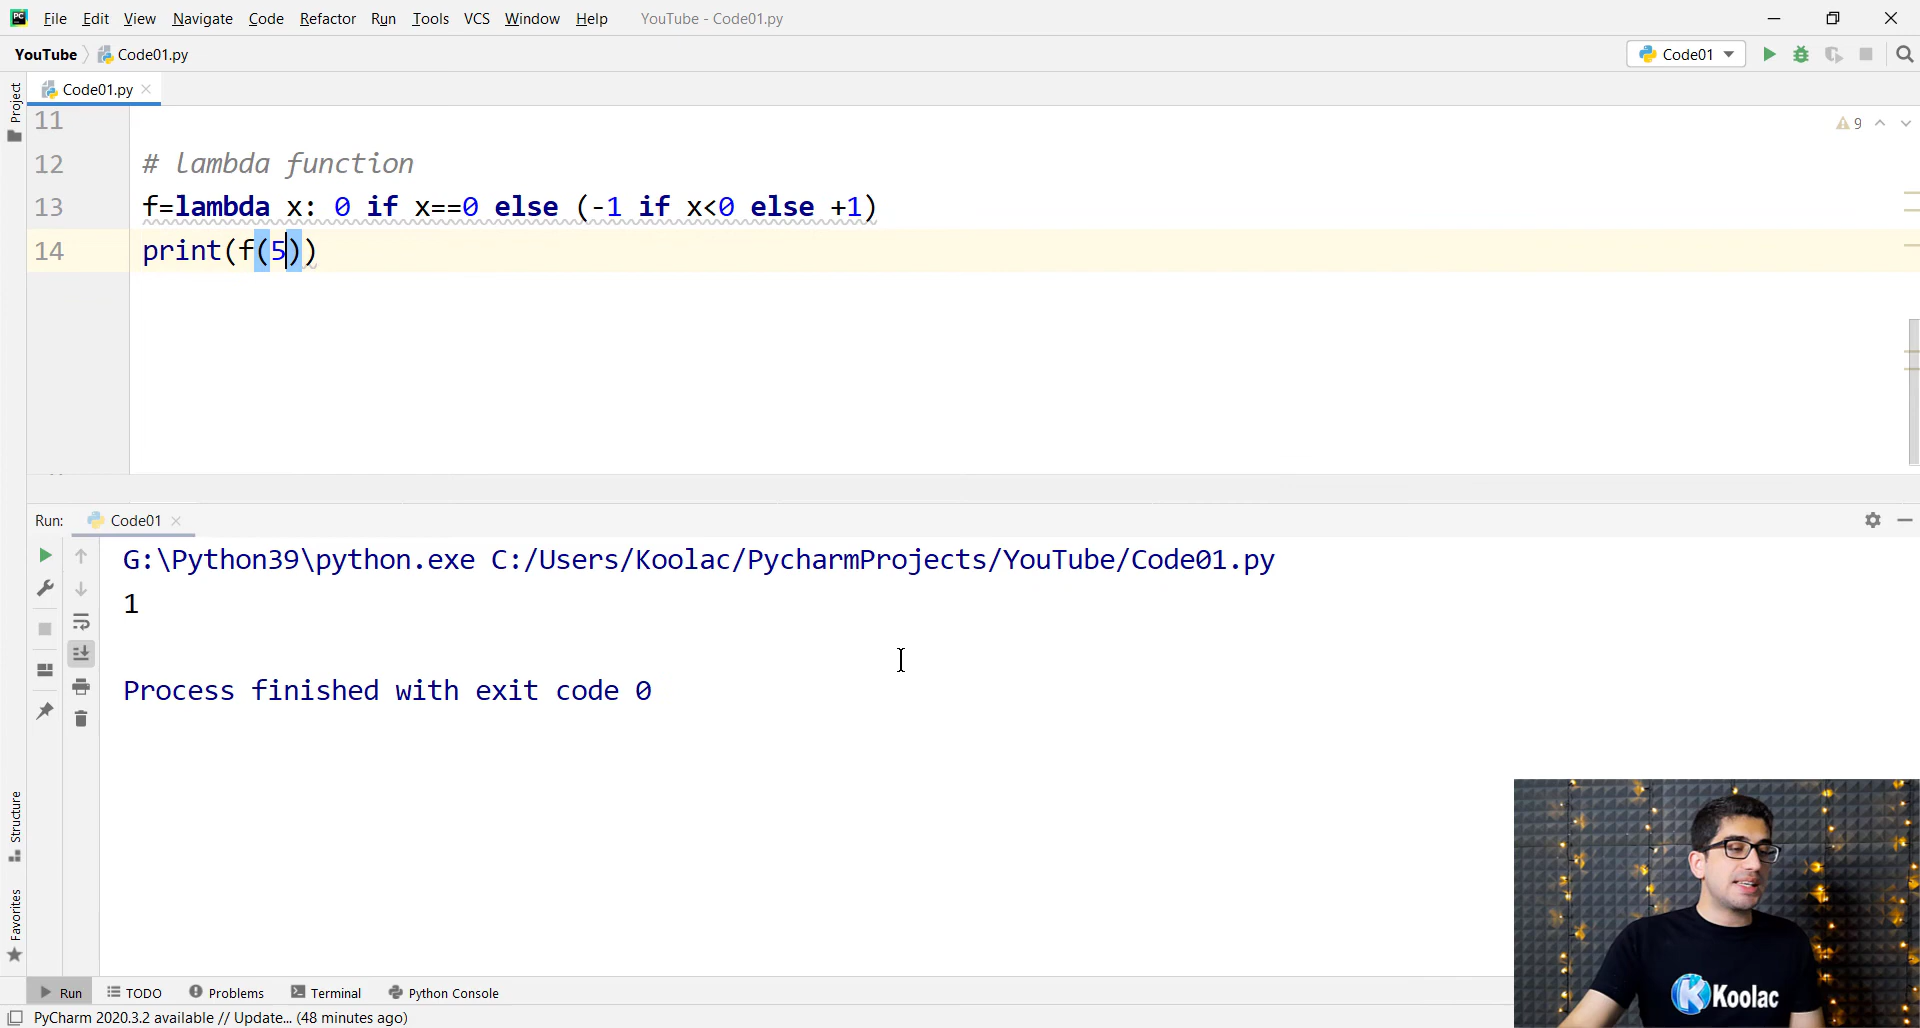 PC File Edit View Navigate Code Refactor Run Tools VCS Window Help YouTube - Code01.py
YouTube Code01.py Code01
Project
Code01.py
11
9
12 # lambda function
13 f=lambda x: 0 if x==0 else (-1 if x<0 else +1)
14 print(f(5))
Run: Code01
G:\Python39\python.exe C:/Users/Koolac/PycharmProjects/YouTube/Code01.py
1
Process finished with exit code 0
Structure
Favorites
Koolac
Run TODO Problems Terminal Python Console
PyCharm 2020.3.2 available // Update... (48 minutes ago)